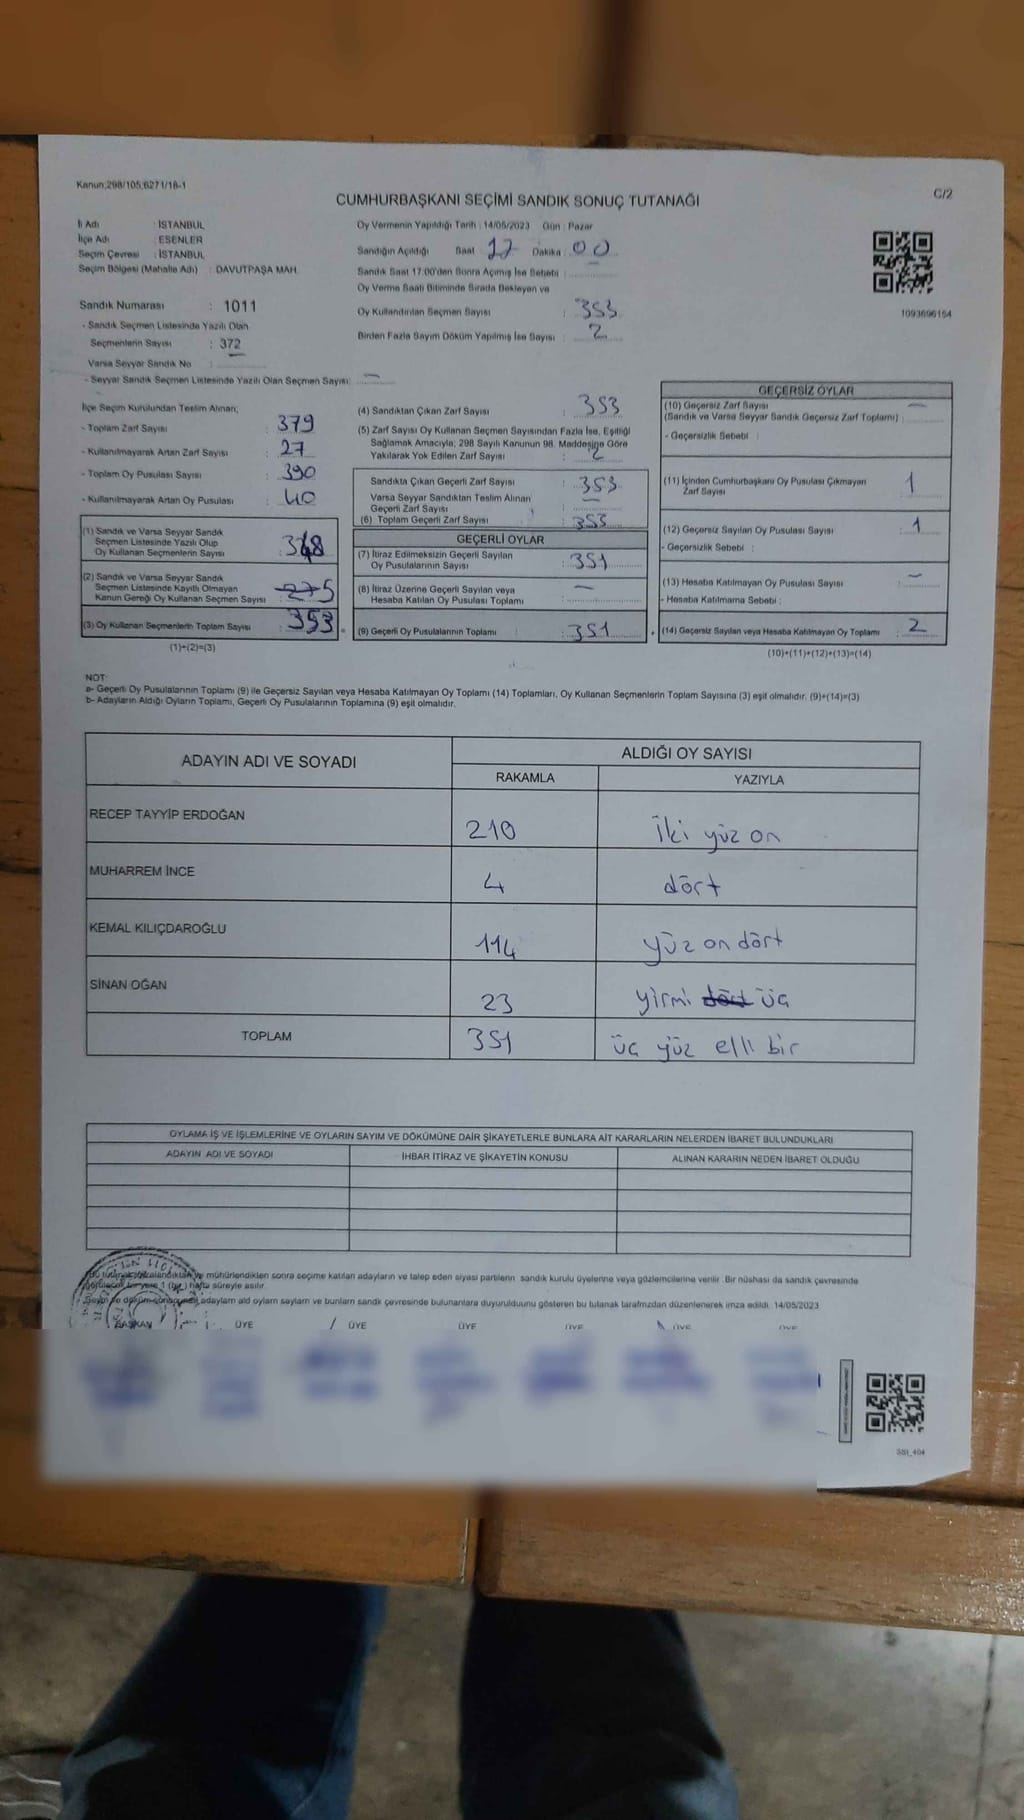 Kanun;298/105;6271/18-1
C/2
CUMHURBAŞKANI SEÇİMİ SANDIK SONUÇ TUTANAĞI
İl Adı : İSTANBUL
İlçe Adı : ESENLER
Seçim Çevresi : İSTANBUL
Seçim Bölgesi (Mahalle Adı) : DAVUTPAŞA MAH.
Sandık Numarası : 1011
- Sandık Seçmen Listesinde Yazılı Olan
Seçmenlerin Sayısı : 372
Varsa Seyyar Sandık No :
- Seyyar Sandık Seçmen Listesinde Yazılı Olan Seçmen Sayısı: —
Oy Vermenin Yapıldığı Tarih : 14/05/2023 Gün : Pazar
Sandığın Açıldığı Saat : 17 Dakika : 00
Sandık Saat 17:00'den Sonra Açımış İse Sebebi :
Oy Verme Saati Bitiminde Sırada Bekleyen ve
Oy Kullandırılan Seçmen Sayısı : 353
Birden Fazla Sayım Döküm Yapılmış İse Sayısı : 2
1093696154
İlçe Seçim Kurulundan Teslim Alınan;
- Toplam Zarf Sayısı : 379
- Kullanılmayarak Artan Zarf Sayısı : 27
- Toplam Oy Pusulası Sayısı : 390
- Kullanılmayarak Artan Oy Pusulası : 40
(1) Sandık ve Varsa Seyyar Sandık
Seçmen Listesinde Yazılı Olup
Oy Kullanan Seçmenlerin Sayısı : 348
(2) Sandık ve Varsa Seyyar Sandık
Seçmen Listesinde Kayıtlı Olmayan
Kanun Gereği Oy Kullanan Seçmen Sayısı : 5
(3) Oy Kullanan Seçmenlerin Toplam Sayısı : 353
(1)+(2)=(3)
(4) Sandıktan Çıkan Zarf Sayısı : 353
(5) Zarf Sayısı Oy Kullanan Seçmen Sayısından Fazla İse, Eşitliği
Sağlamak Amacıyla; 298 Sayılı Kanunun 98. Maddesine Göre
Yakılarak Yok Edilen Zarf Sayısı : 2
Sandıkta Çıkan Geçerli Zarf Sayısı : 353
Varsa Seyyar Sandıktan Teslim Alınan
Geçerli Zarf Sayısı : —
(6) Toplam Geçerli Zarf Sayısı : 353
GEÇERLİ OYLAR
(7) İtiraz Edilmeksizin Geçerli Sayılan
Oy Pusulalarının Sayısı : 351
(8) İtiraz Üzerine Geçerli Sayılan veya
Hesaba Katılan Oy Pusulası Toplamı : —
(9) Geçerli Oy Pusulalarının Toplamı : 351
GEÇERSİZ OYLAR
(10) Geçersiz Zarf Sayısı —
(Sandık ve Varsa Seyyar Sandık Geçersiz Zarf Toplamı) :
- Geçersizlik Sebebi :
(11) İçinden Cumhurbaşkanı Oy Pusulası Çıkmayan
Zarf Sayısı : 1
(12) Geçersiz Sayılan Oy Pusulası Sayısı : 1
- Geçersizlik Sebebi :
(13) Hesaba Katılmayan Oy Pusulası Sayısı : —
- Hesaba Katılmama Sebebi :
(14) Geçersiz Sayılan veya Hesaba Katılmayan Oy Toplamı : 2
(10)+(11)+(12)+(13)=(14)
NOT:
a- Geçerli Oy Pusulalarının Toplamı (9) ile Geçersiz Sayılan veya Hesaba Katılmayan Oy Toplamı (14) Toplamları, Oy Kullanan Seçmenlerin Toplam Sayısına (3) eşit olmalıdır. (9)+(14)=(3)
b- Adayların Aldığı Oyların Toplamı, Geçerli Oy Pusulalarının Toplamına (9) eşit olmalıdır.
ADAYIN ADI VE SOYADI
ALDIĞI OY SAYISI
RAKAMLA YAZIYLA
RECEP TAYYİP ERDOĞAN 210 iki yüz on
MUHARREM İNCE 4 dört
KEMAL KILIÇDAROĞLU 114 yüz on dört
SİNAN OĞAN 23 yirmi dört üç
TOPLAM 351 üç yüz elli bir
OYLAMA İŞ VE İŞLEMLERİNE VE OYLARIN SAYIM VE DÖKÜMÜNE DAİR ŞİKAYETLERLE BUNLARA AİT KARARLARIN NELERDEN İBARET BULUNDUKLARI
ADAYIN ADI VE SOYADI İHBAR İTİRAZ VE ŞİKAYETİN KONUSU ALINAN KARARIN NEDEN İBARET OLDUĞU
mühürlendikten sonra seçime katılan adayların ve talep eden siyasi partilerin sandık kurulu üyelerine veya gözlemcilerine verilir. Bir nüshası da sandık çevresinde
hafta süreyle asılır.
adayların aldı oyların sayların ve bunların sandık çevresinde bulunanlara duyurulduunu gösteren bu tutanak tarafmzdan düzenlenerek imza edildi. 14/05/2023
BAŞKAN ÜYE ÜYE ÜYE ÜYE ÜYE ÜYE